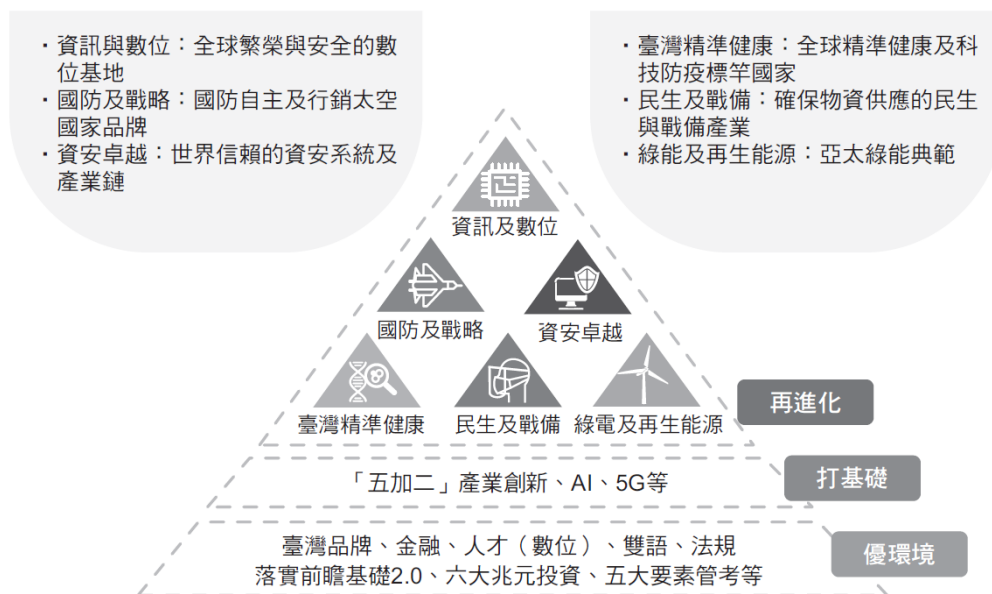 ・資訊與數位：全球繁榮與安全的數
位基地
・國防及戰略：國防自主及行銷太空
國家品牌
・資安卓越：世界信賴的資安系統及
產業鏈
・臺灣精準健康：全球精準健康及科
技防疫標竿國家
・民生及戰備：確保物資供應的民生
與戰備產業
・綠能及再生能源：亞太綠能典範
資訊及數位
國防及戰略
資安卓越
臺灣精準健康
民生及戰備
綠電及再生能源
再進化
「五加二」產業創新、AI、5G等
打基礎
臺灣品牌、金融、人才（數位）、雙語、法規
落實前瞻基礎2.0、六大兆元投資、五大要素管考等
優環境